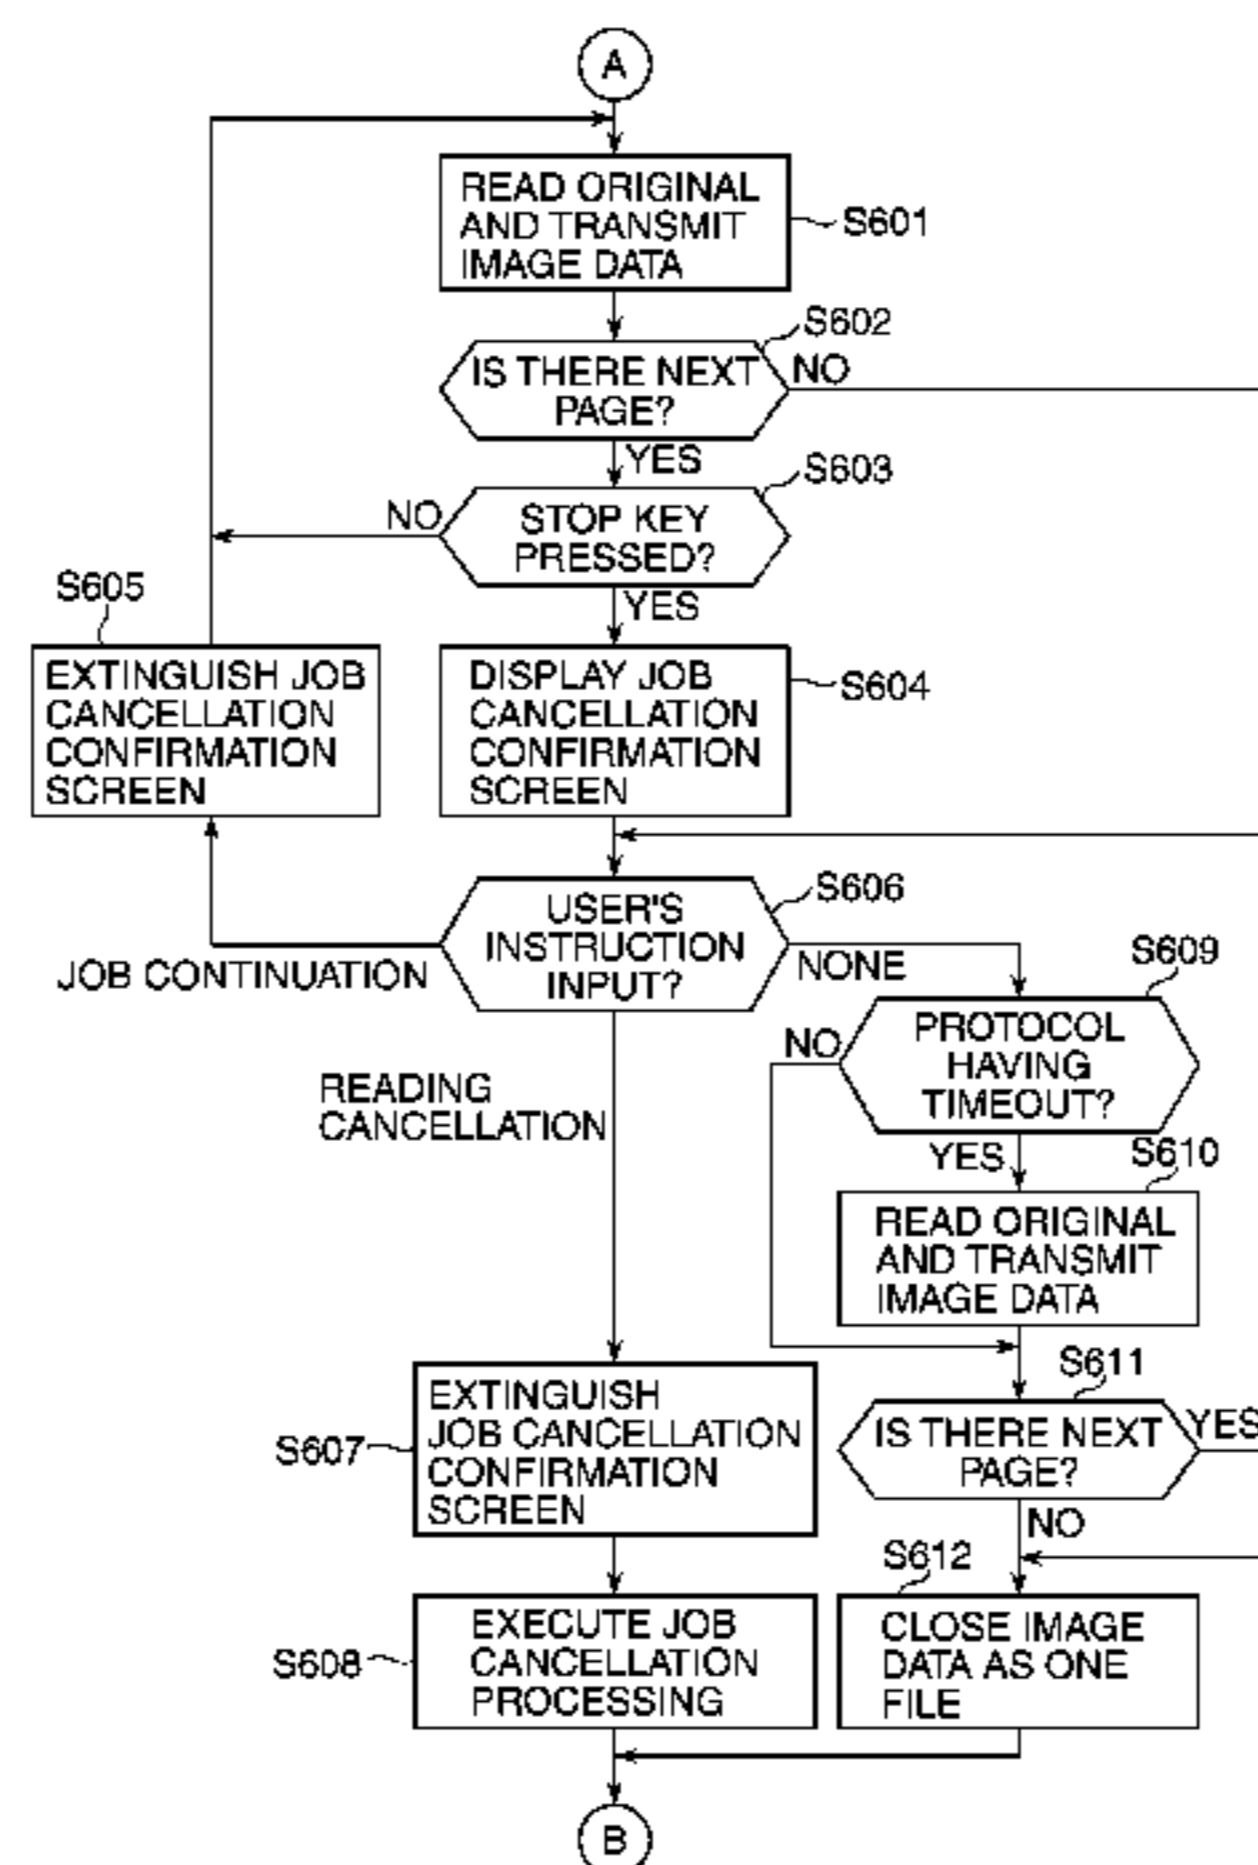 A
READ ORIGINAL
AND TRANSMIT
IMAGE DATA
S601
S602
IS THERE NEXT
PAGE?
NO
YES
S603
STOP KEY
PRESSED?
NO
YES
S605
EXTINGUISH JOB
CANCELLATION
CONFIRMATION
SCREEN
DISPLAY JOB
CANCELLATION
CONFIRMATION
SCREEN
S604
S606
USER'S
INSTRUCTION
INPUT?
JOB CONTINUATION
NONE
S609
PROTOCOL
HAVING
TIMEOUT?
NO
READING
CANCELLATION
YES
S610
READ ORIGINAL
AND TRANSMIT
IMAGE DATA
S611
IS THERE NEXT
PAGE?
YES
NO
S607
EXTINGUISH
JOB CANCELLATION
CONFIRMATION
SCREEN
S612
CLOSE IMAGE
DATA AS ONE
FILE
S608
EXECUTE JOB
CANCELLATION
PROCESSING
B